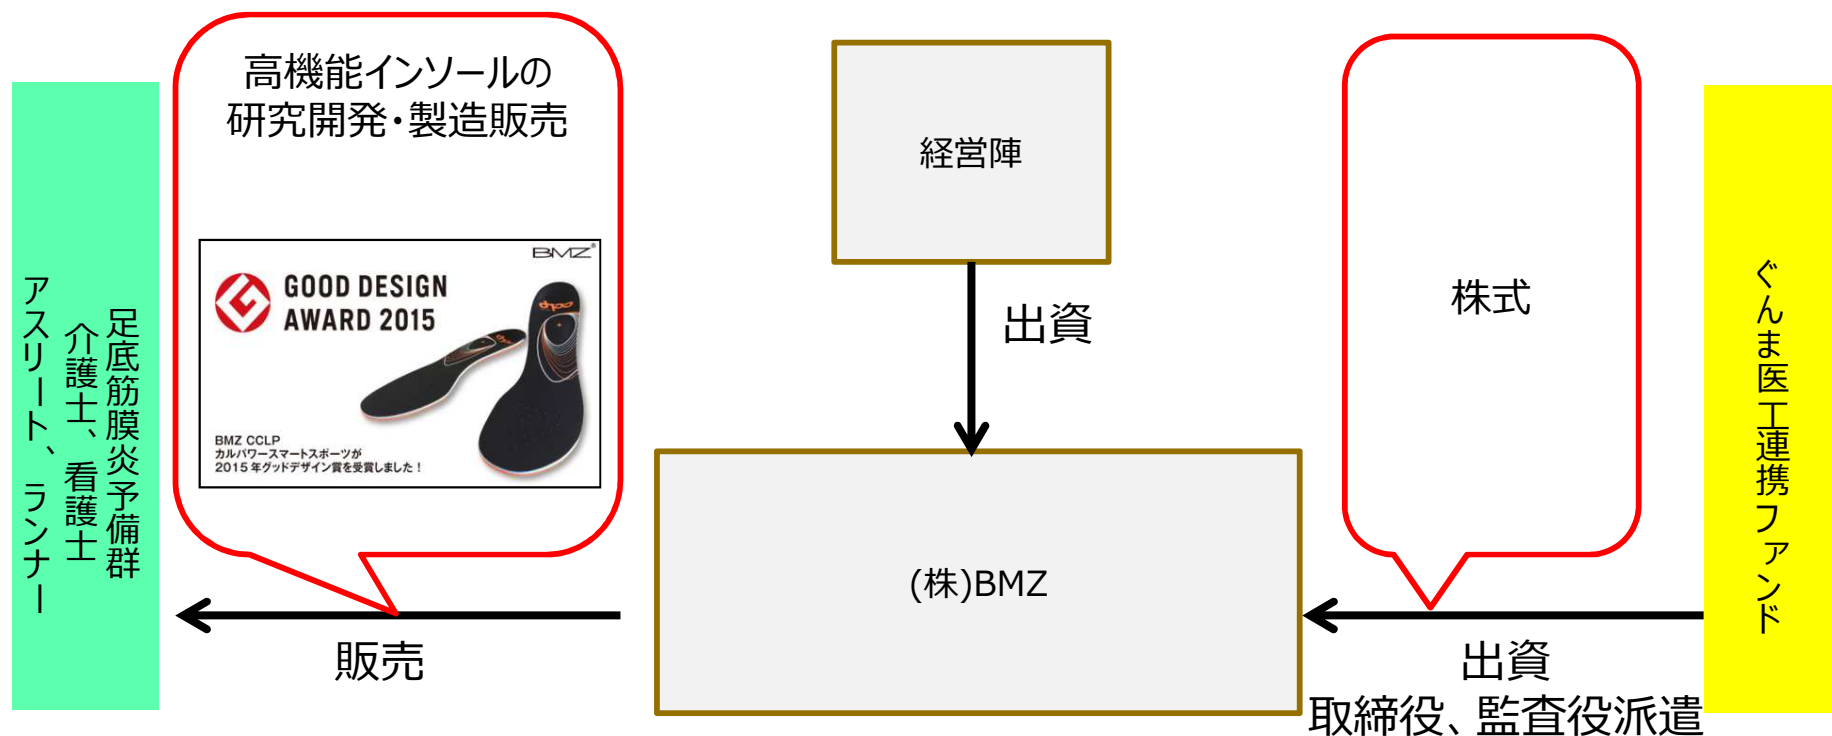 高機能インソールの
研究開発・製造販売
BMZ®
GOOD DESIGN
AWARD 2015
BMZ CCLP
カルパワースマートスポーツが
2015年グッドデザイン賞を受賞しました！
足底筋膜炎予備群
介護士、看護士
アスリート、ランナー
販売
経営陣
出資
(株)BMZ
株式
出資
取締役、監査役派遣
ぐんま医工連携ファンド